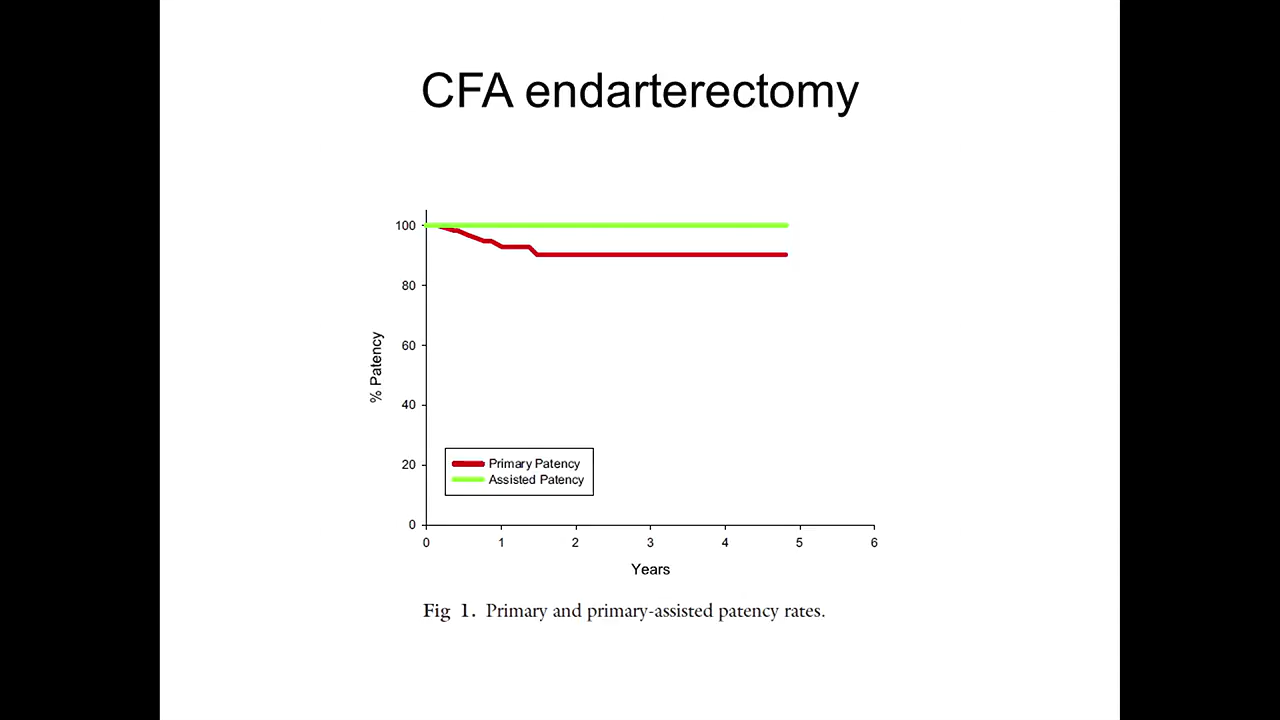 CFA endarterectomy
100
80
60
40
20
0
% Patency
Primary Patency
Assisted Patency
0 1 2 3 4 5 6
Years
Fig 1. Primary and primary-assisted patency rates.